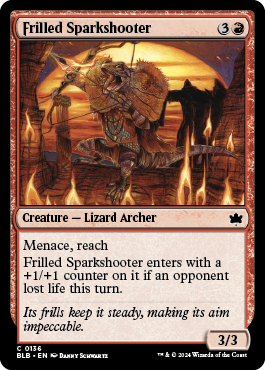 Frilled Sparkshooter 3
Creature — Lizard Archer
Menace, reach
Frilled Sparkshooter enters with a
+1/+1 counter on it if an opponent
lost life this turn.
Its frills keep it steady, making its aim
impeccable.
3/3
C 0136
BLB • EN Danny Schwartz
™ & © 2024 Wizards of the Coast